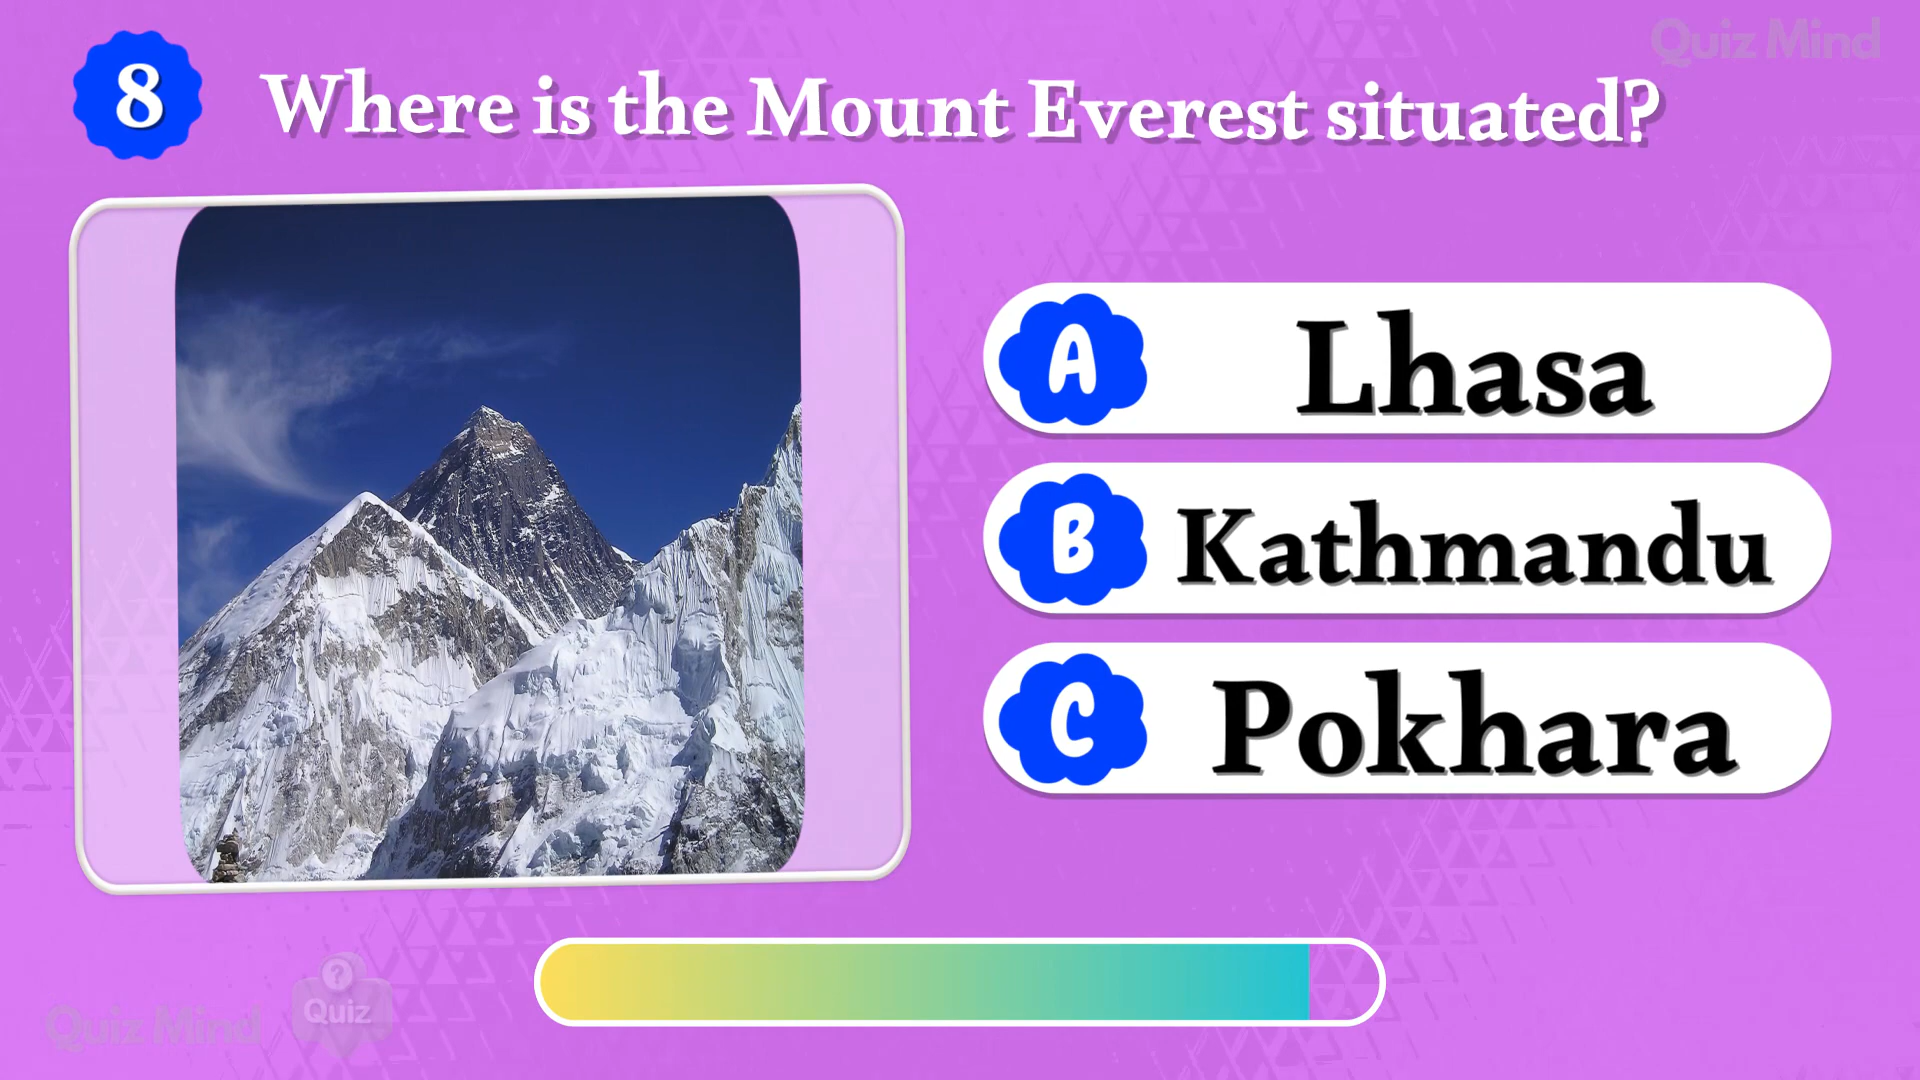 Quiz Mind
8
Where is the Mount Everest situated?
A Lhasa
B Kathmandu
C Pokhara
?
Quiz
Quiz Mind